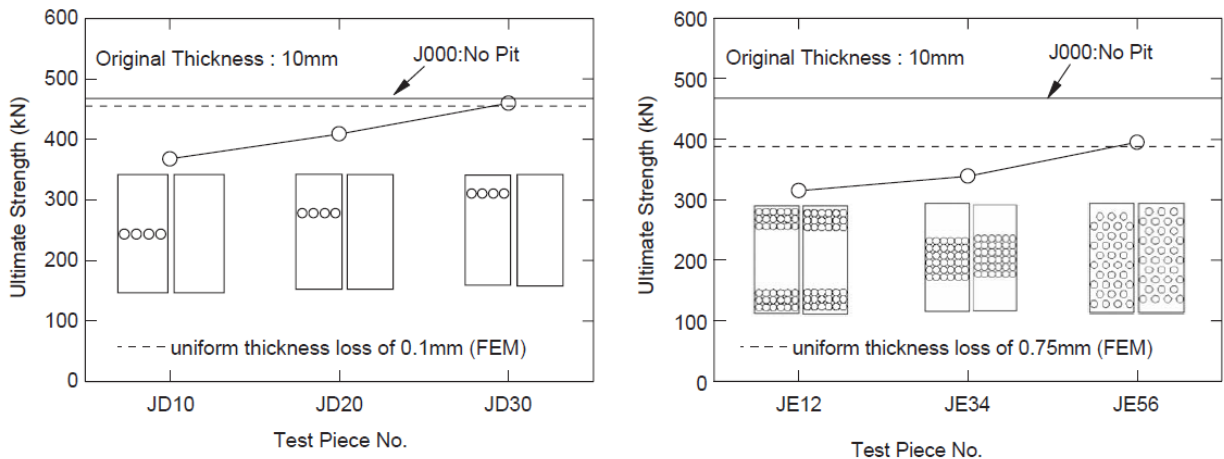 600
500
400
300
200
100
0
Ultimate Strength (kN)
Original Thickness : 10mm
J000:No Pit
uniform thickness loss of 0.1mm (FEM)
JD10 JD20 JD30
Test Piece No.
600
500
400
300
200
100
0
Ultimate Strength (kN)
Original Thickness : 10mm
J000:No Pit
uniform thickness loss of 0.75mm (FEM)
JE12 JE34 JE56
Test Piece No.